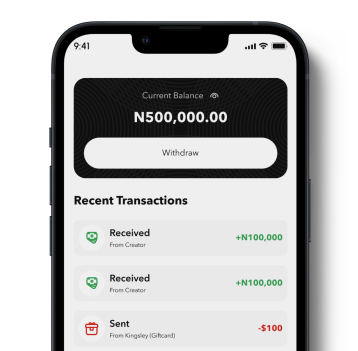 9:41
Current Balance
N500,000.00
Withdraw
Recent Transactions
Received
From Creator
+N100,000
Received
From Creator
+N100,000
Sent
From Kingsley (Giftcard)
-$100